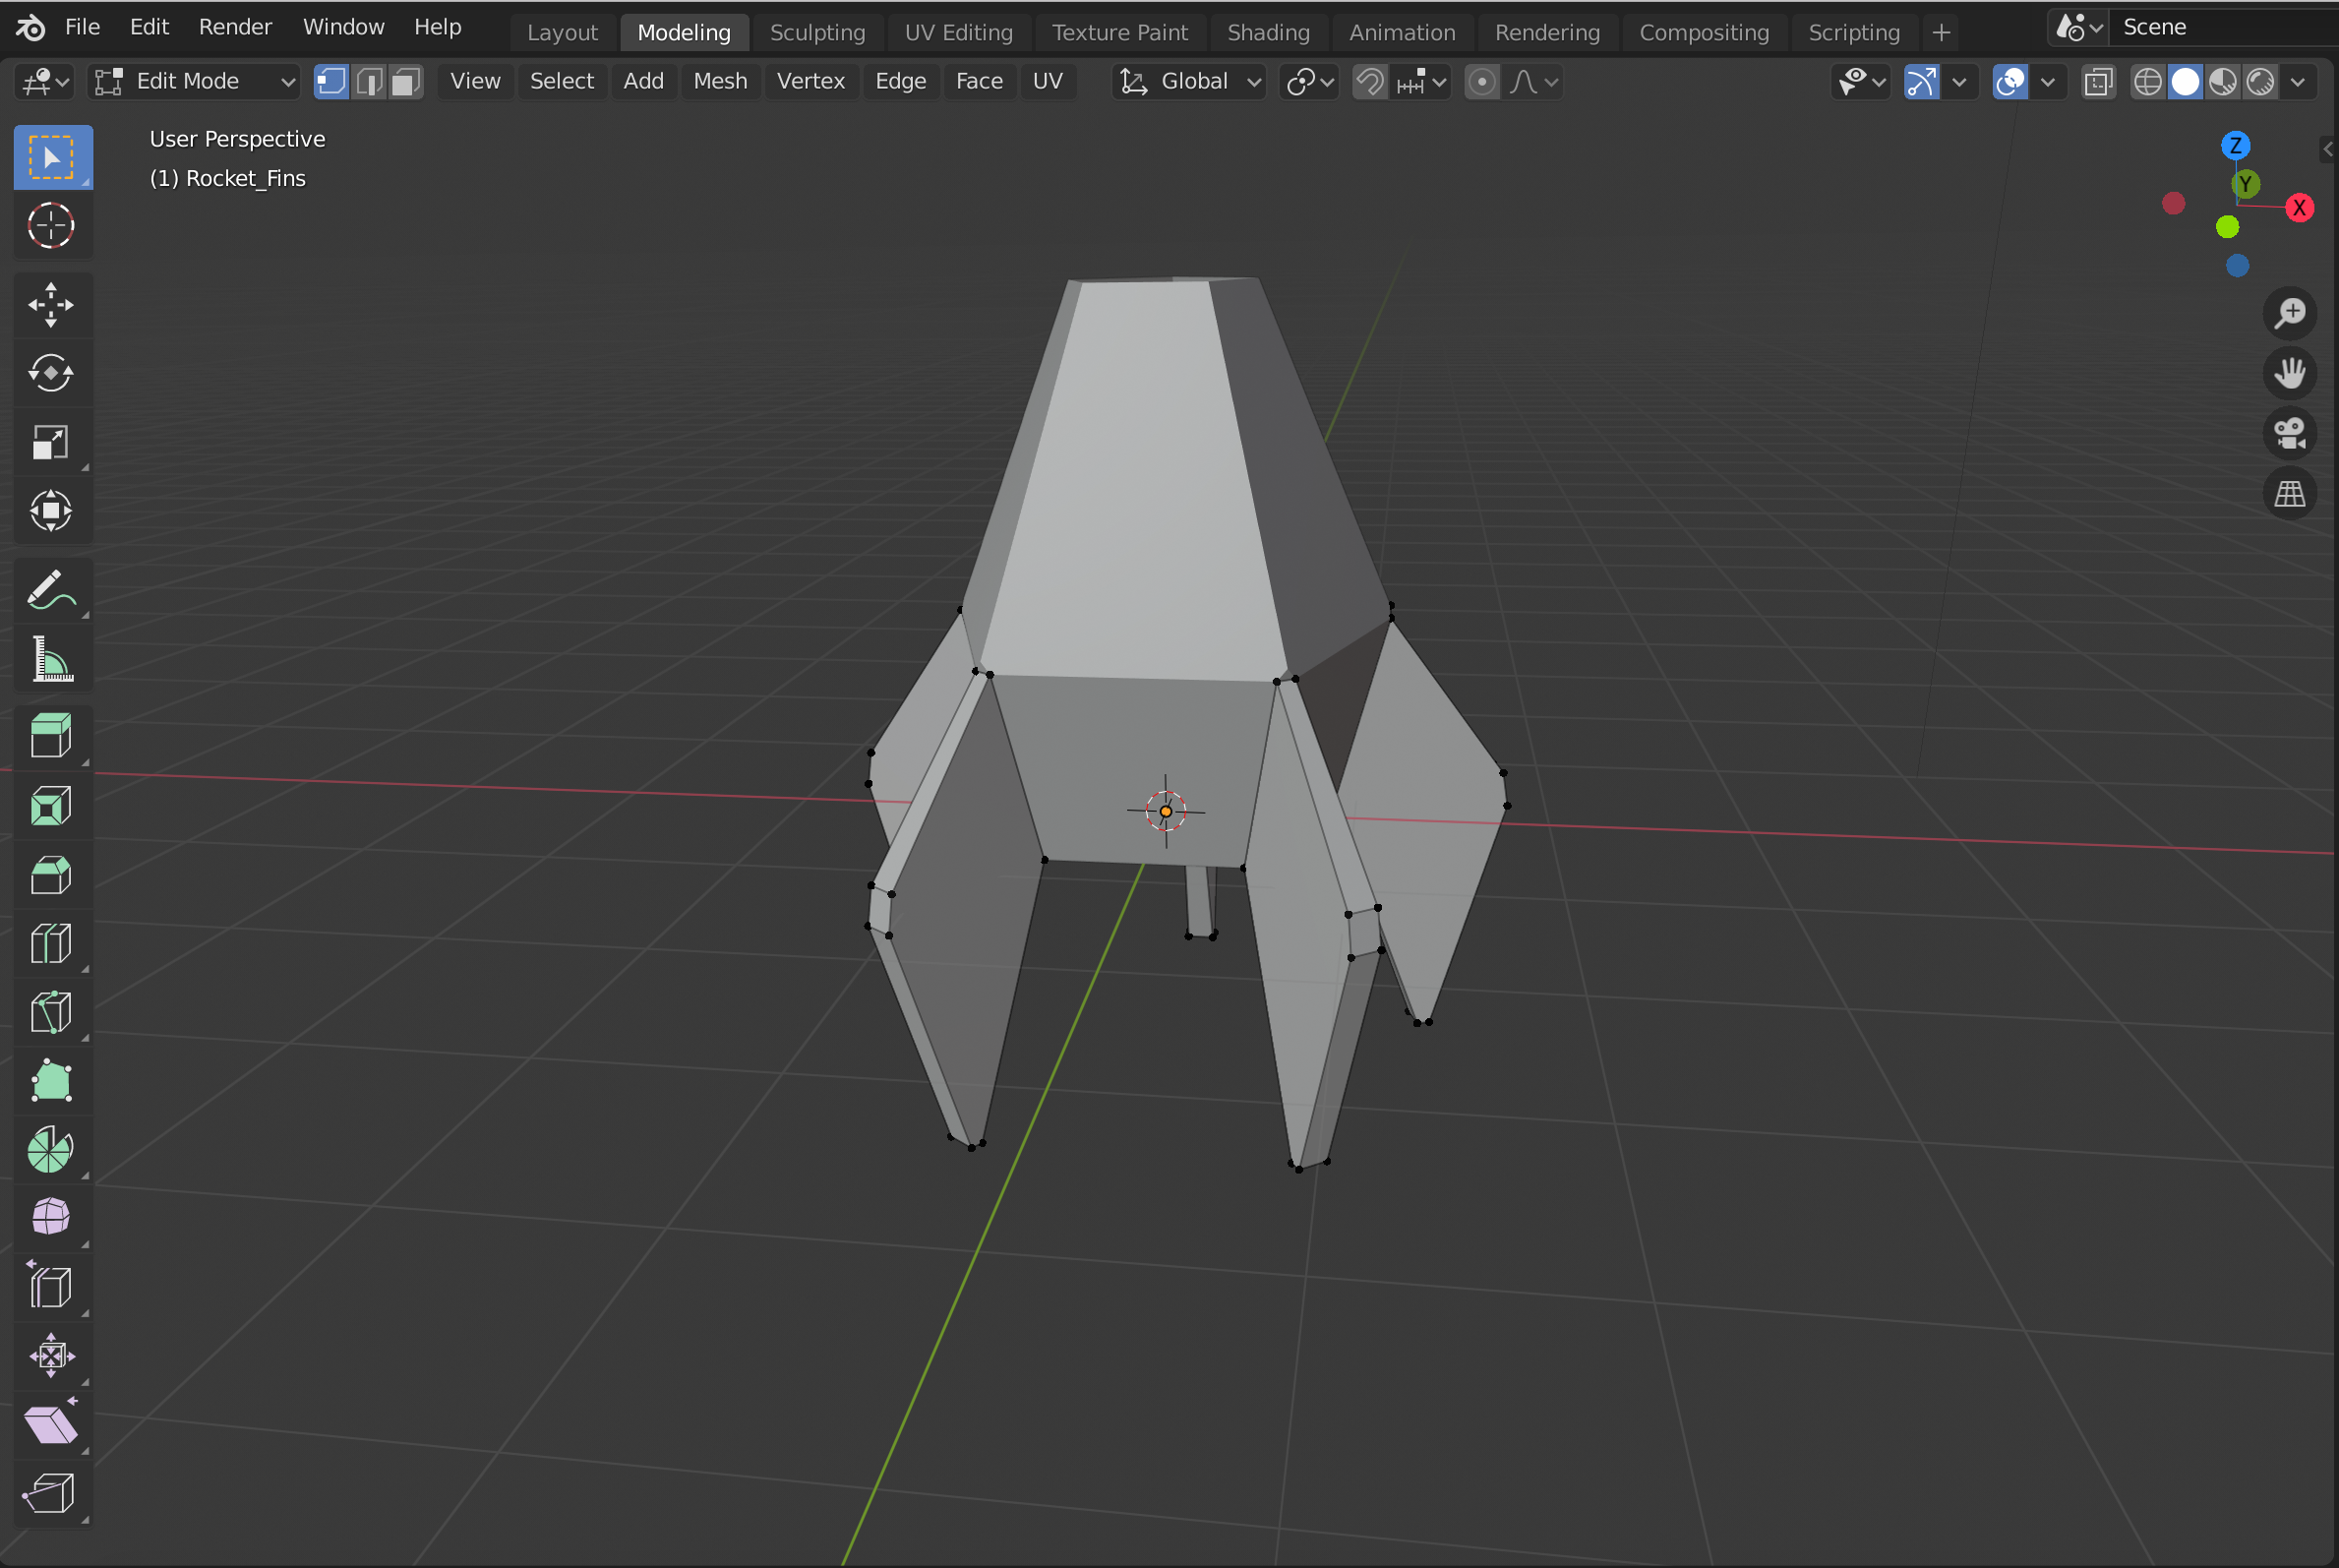 File Edit Render Window Help Layout Modeling Sculpting UV Editing Texture Paint Shading Animation Rendering Compositing Scripting + Scene
Edit Mode View Select Add Mesh Vertex Edge Face UV Global
User Perspective
(1) Rocket_Fins
Z
Y
X